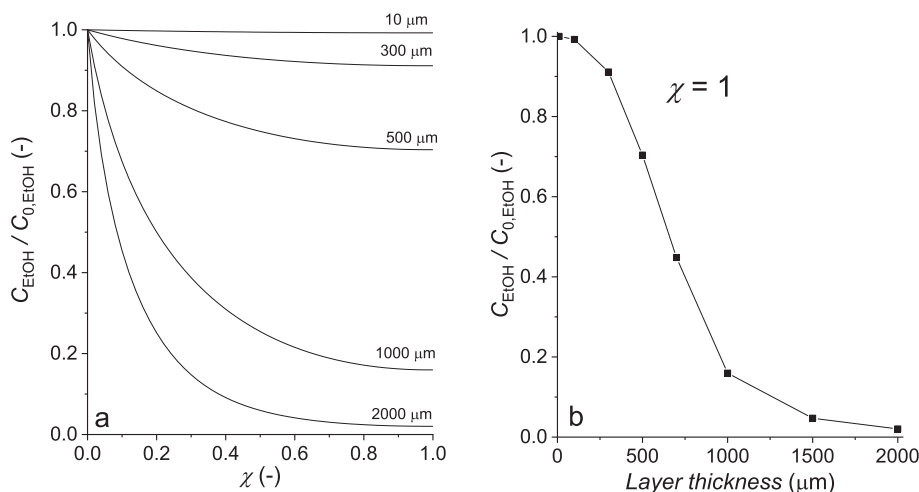 1.0
0.8
0.6
0.4
0.2
0.0
C_EtOH / C_0,EtOH (-)
10 μm
300 μm
500 μm
1000 μm
2000 μm
a
0.0 0.2 0.4 0.6 0.8 1.0
χ (-)
1.0
0.8
0.6
0.4
0.2
0.0
C_EtOH / C_0,EtOH (-)
χ = 1
b
0 500 1000 1500 2000
Layer thickness (μm)